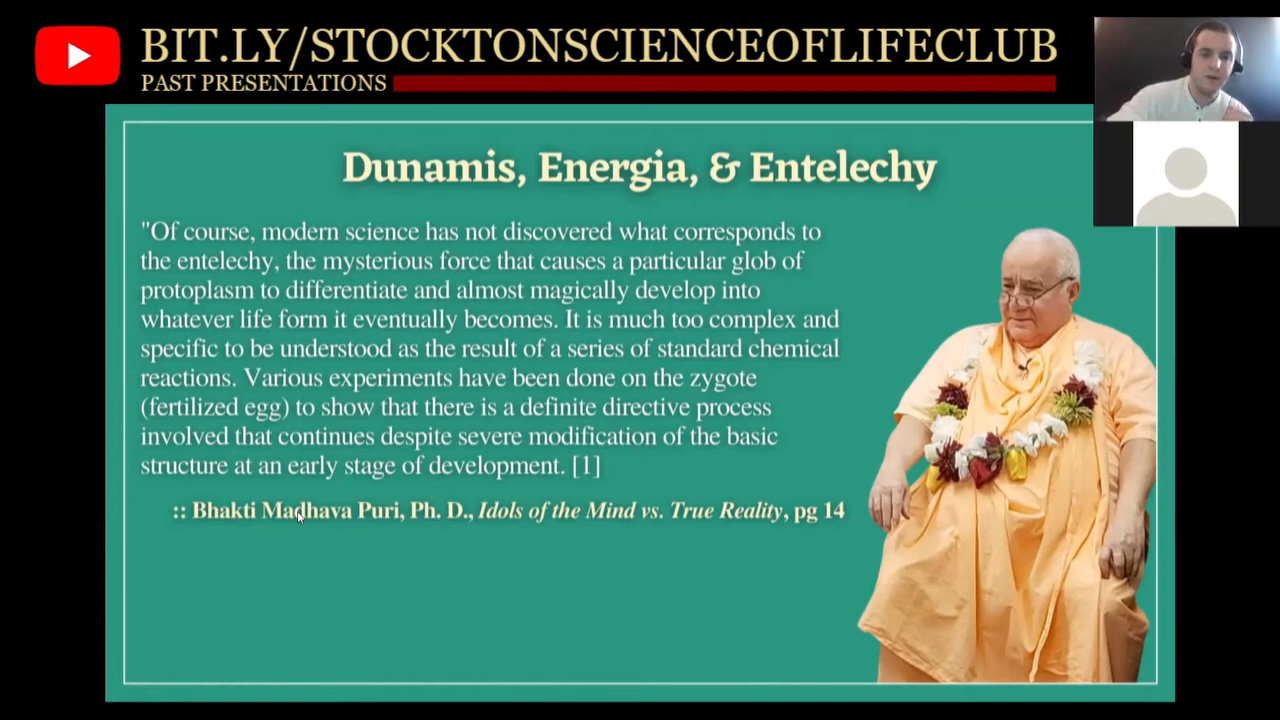 BIT.LY/STOCKTONSCIENCEOFLIFECLUB
PAST PRESENTATIONS
Dunamis, Energia, & Entelechy
"Of course, modern science has not discovered what corresponds to
the entelechy, the mysterious force that causes a particular glob of
protoplasm to differentiate and almost magically develop into
whatever life form it eventually becomes. It is much too complex and
specific to be understood as the result of a series of standard chemical
reactions. Various experiments have been done on the zygote
(fertilized egg) to show that there is a definite directive process
involved that continues despite severe modification of the basic
structure at an early stage of development. [1]
:: Bhakti Madhava Puri, Ph. D., Idols of the Mind vs. True Reality, pg 14